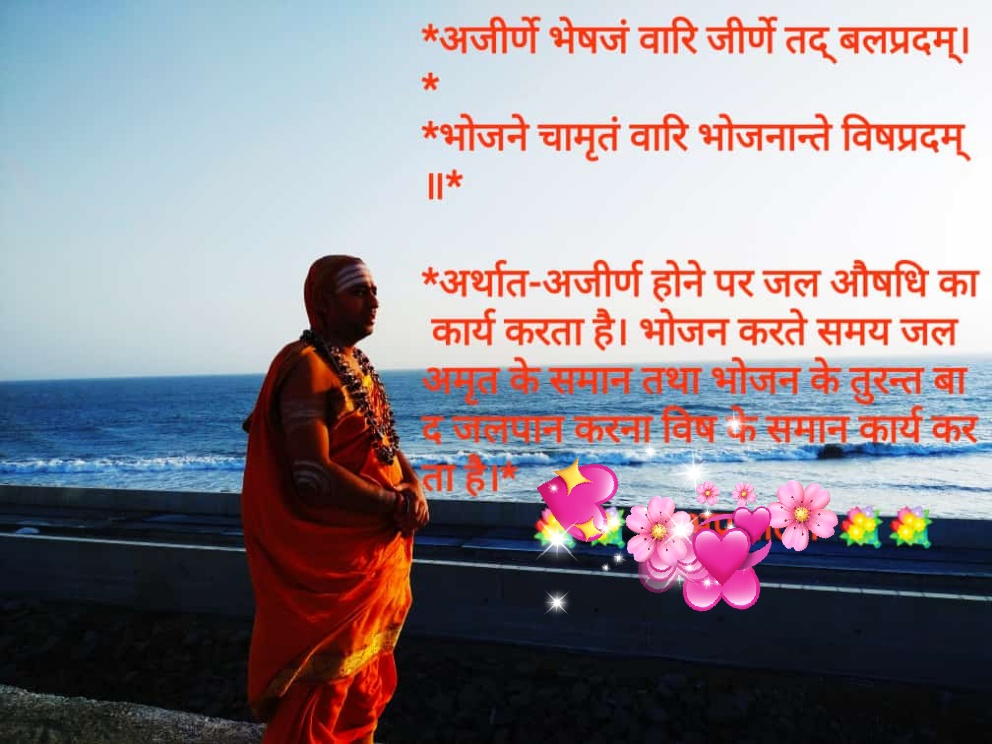 *अजीर्णे भेषजं वारि जीर्णे तद् बलप्रदम्।
*
*भोजने चामृतं वारि भोजनान्ते विषप्रदम्
॥*
*अर्थात-अजीर्ण होने पर जल औषधि का
कार्य करता है। भोजन करते समय जल
अमृत के समान तथा भोजन के तुरन्त बा
द जलपान करना विष के समान कार्य कर
ता है।*